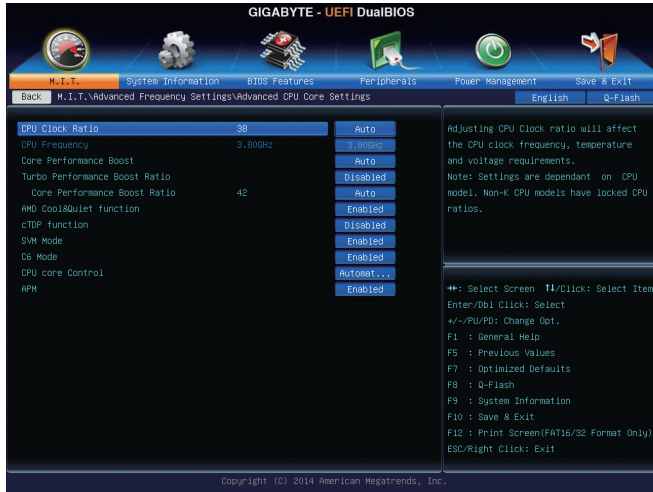 GIGABYTE - UEFI DualBIOS
M.I.T. System Information BIOS Features Peripherals Power Management Save & Exit
Back M.I.T.\Advanced Frequency Settings\Advanced CPU Core Settings English Q-Flash
CPU Clock Ratio 38 Auto
CPU Frequency 3.80GHz 3.80GHz
Core Performance Boost Auto
Turbo Performance Boost Ratio Disabled
Core Performance Boost Ratio 42 Auto
AMD Cool&Quiet function Enabled
cTDP function Disabled
SVM Mode Enabled
C6 Mode Enabled
CPU core Control Automat...
APM Enabled
Adjusting CPU Clock ratio will affect
the CPU clock frequency, temperature
and voltage requirements.
Note: Settings are dependant on CPU
model. Non-K CPU models have locked CPU
ratios.
→←: Select Screen ↑↓/Click: Select Item
Enter/Dbl Click: Select
+/-/PU/PD: Change Opt.
F1 : General Help
F5 : Previous Values
F7 : Optimized Defaults
F8 : Q-Flash
F9 : System Information
F10 : Save & Exit
F12 : Print Screen(FAT16/32 Format Only)
ESC/Right Click: Exit
Copyright (C) 2014 American Megatrends, Inc.